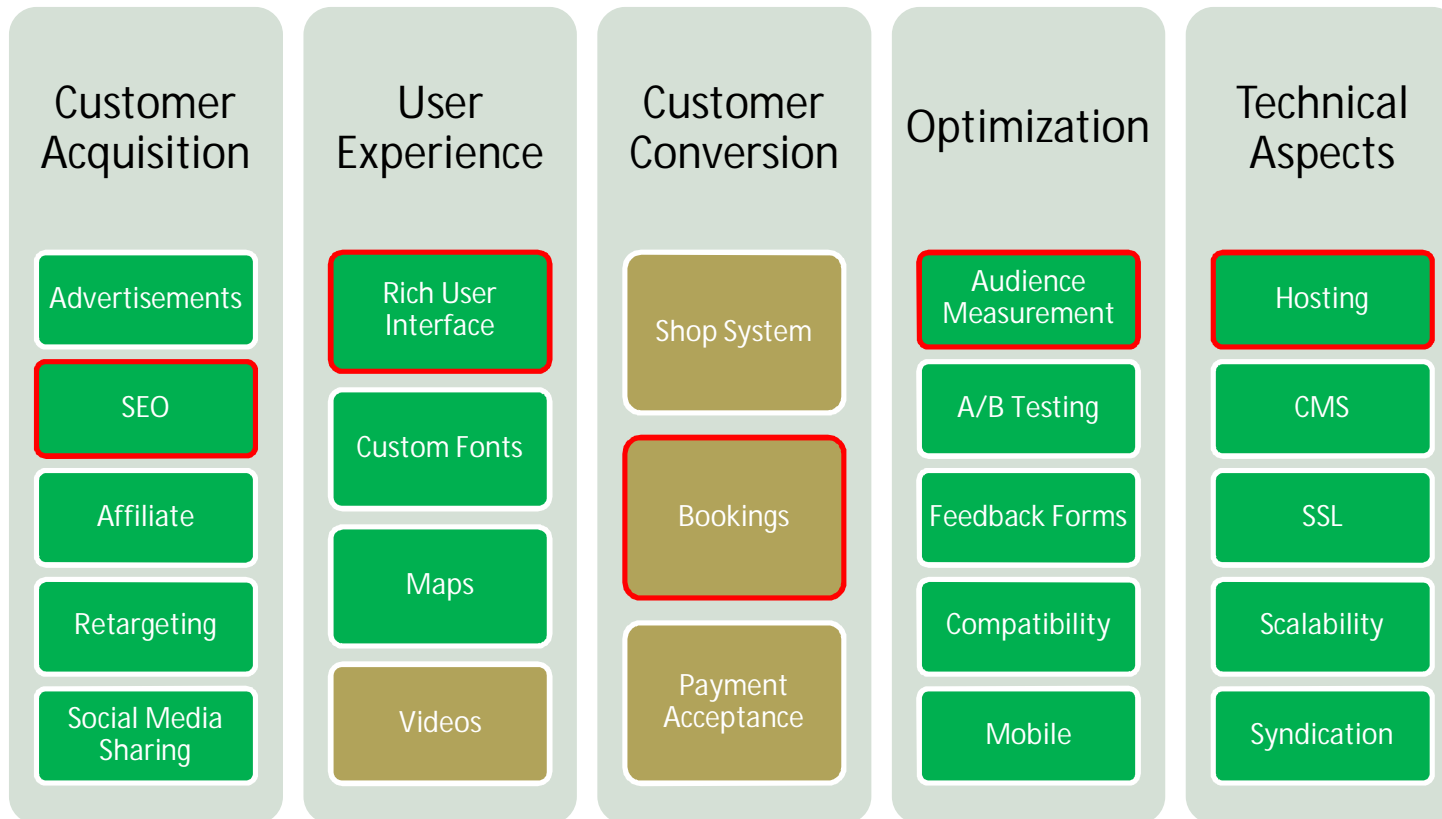 Customer
Acquisition
Advertisements
SEO
Affiliate
Retargeting
Social Media
Sharing
User
Experience
Rich User
Interface
Custom Fonts
Maps
Videos
Customer
Conversion
Shop System
Bookings
Payment
Acceptance
Optimization
Audience
Measurement
A/B Testing
Feedback Forms
Compatibility
Mobile
Technical
Aspects
Hosting
CMS
SSL
Scalability
Syndication